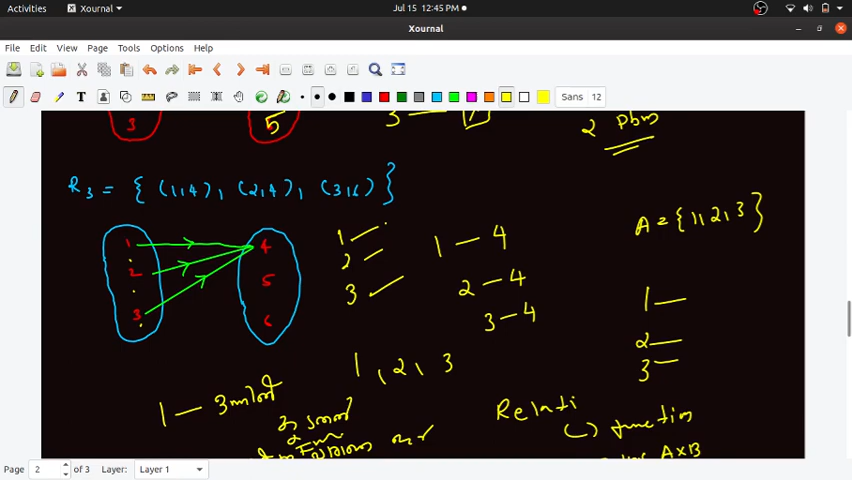 Activities Xournal Jul 15 12:45 PM
Xournal
File Edit View Page Tools Options Help
T Sans 12
3 5 3 — 2 Pbms
R3 = { (1,4), (2,4), (3,6) }
A = {1,2,3}
1 4 1 — 1 — 4
2 5 2 — 2 — 4 1 —
3 6 3 — 3 — 4 2 —
3 —
1, 2, 3
1 —
Relati
() function
A×B
Page 2 of 3 Layer: Layer 1